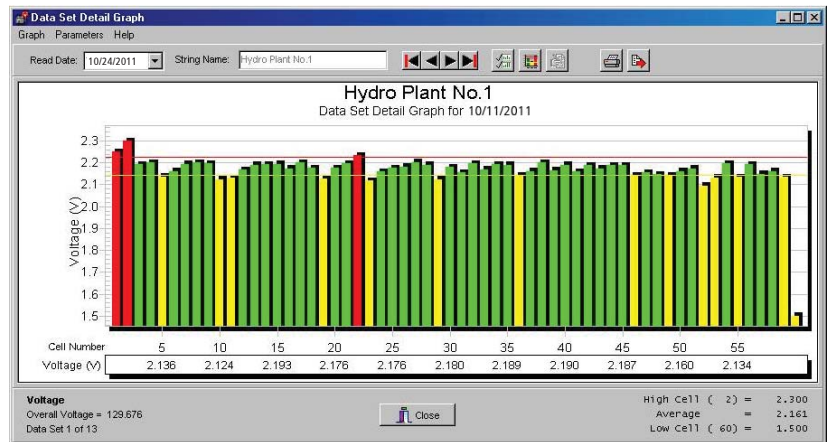 Data Set Detail Graph
Graph Parameters Help
Read Date: 10/24/2011 String Name: Hydro Plant No.1
Hydro Plant No.1
Data Set Detail Graph for 10/11/2011
Voltage (V)
2.3
2.2
2.1
2.0
1.9
1.8
1.7
1.6
1.5
Cell Number 5 10 15 20 25 30 35 40 45 50 55
Voltage (V) 2.136 2.124 2.193 2.176 2.176 2.180 2.189 2.190 2.187 2.160 2.134
Voltage
Overall Voltage = 129.676
Data Set 1 of 13
Close
High Cell ( 2) = 2.300
Average = 2.161
Low Cell ( 60) = 1.500